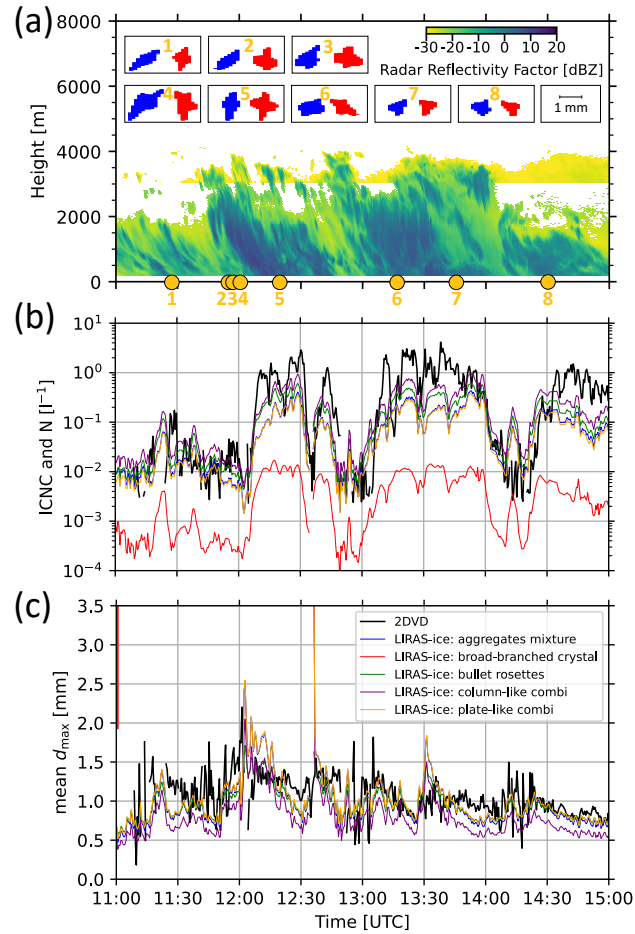 (a)
8000
6000
4000
2000
0
Height [m]
1
2
3
4
5
6
7
8
1 mm
-30
-20
-10
0
10
20
Radar Reflectivity Factor [dBZ]
1
2
3
4
5
6
7
8
(b)
10¹
10⁰
10⁻¹
10⁻²
10⁻³
10⁻⁴
ICNC and N [l⁻¹]
(c)
3.5
3.0
2.5
2.0
1.5
1.0
0.5
0.0
mean dmax [mm]
2DVD
LIRAS-ice: aggregates mixture
LIRAS-ice: broad-branched crystal
LIRAS-ice: bullet rosettes
LIRAS-ice: column-like combi
LIRAS-ice: plate-like combi
11:00 11:30 12:00 12:30 13:00 13:30 14:00 14:30 15:00
Time [UTC]